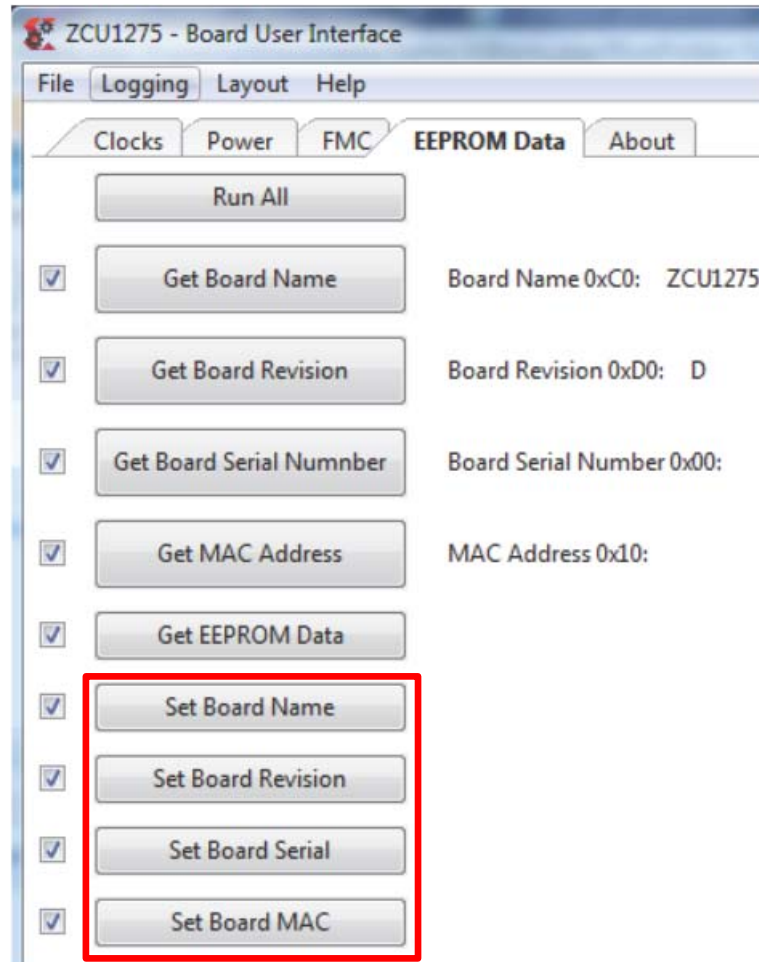 ZCU1275 - Board User Interface
File Logging Layout Help
Clocks Power FMC EEPROM Data About
Run All
Get Board Name Board Name 0xC0: ZCU1275
Get Board Revision Board Revision 0xD0: D
Get Board Serial Numnber Board Serial Number 0x00:
Get MAC Address MAC Address 0x10:
Get EEPROM Data
Set Board Name
Set Board Revision
Set Board Serial
Set Board MAC